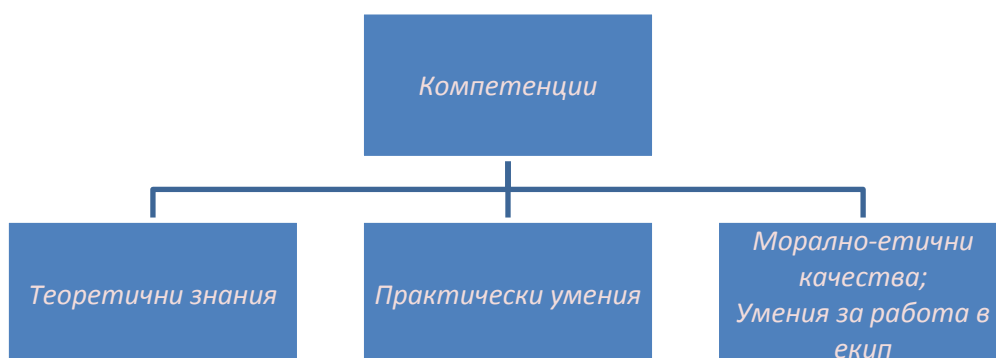 Компетенции
Теоретични знания
Практически умения
Морално-етични
качества;
Умения за работа в
екип